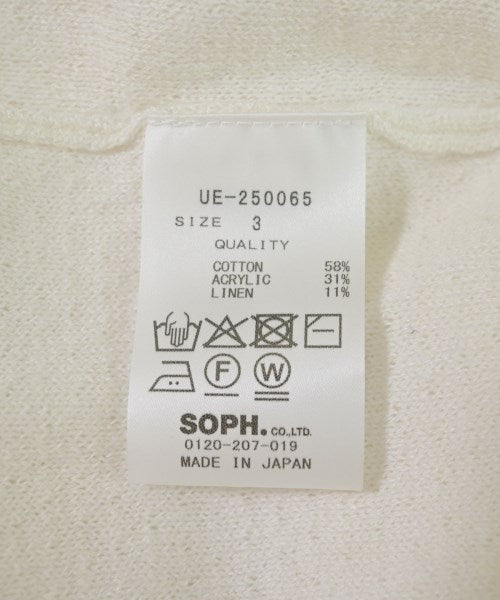 UE-250065
SIZE 3
QUALITY
COTTON 58%
ACRYLIC 31%
LINEN 11%
F W
SOPH. CO.,LTD.
0120-207-019
MADE IN JAPAN